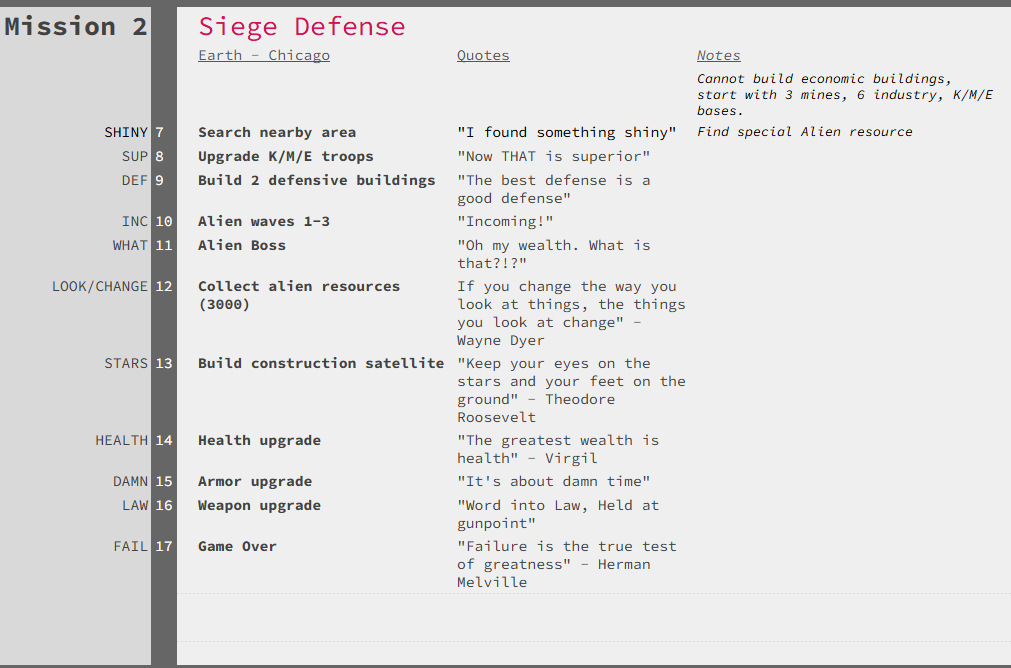 Mission 2 Siege Defense
Earth - Chicago Quotes Notes
Cannot build economic buildings,
start with 3 mines, 6 industry, K/M/E
bases.
SHINY 7 Search nearby area "I found something shiny" Find special Alien resource
SUP 8 Upgrade K/M/E troops "Now THAT is superior"
DEF 9 Build 2 defensive buildings "The best defense is a
good defense"
INC 10 Alien waves 1-3 "Incoming!"
WHAT 11 Alien Boss "Oh my wealth. What is
that?!?"
LOOK/CHANGE 12 Collect alien resources If you change the way you
(3000) look at things, the things
you look at change" -
Wayne Dyer
STARS 13 Build construction satellite "Keep your eyes on the
stars and your feet on the
ground" - Theodore
Roosevelt
HEALTH 14 Health upgrade "The greatest wealth is
health" - Virgil
DAMN 15 Armor upgrade "It's about damn time"
LAW 16 Weapon upgrade "Word into Law, Held at
gunpoint"
FAIL 17 Game Over "Failure is the true test
of greatness" - Herman
Melville